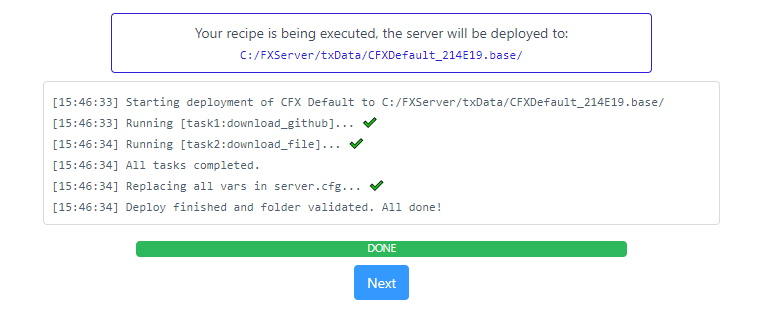 Your recipe is being executed, the server will be deployed to:
C:/FXServer/txData/CFXDefault_214E19.base/
[15:46:33] Starting deployment of CFX Default to C:/FXServer/txData/CFXDefault_214E19.base/
[15:46:33] Running [task1:download_github]... ✔
[15:46:34] Running [task2:download_file]... ✔
[15:46:34] All tasks completed.
[15:46:34] Replacing all vars in server.cfg... ✔
[15:46:34] Deploy finished and folder validated. All done!
DONE
Next